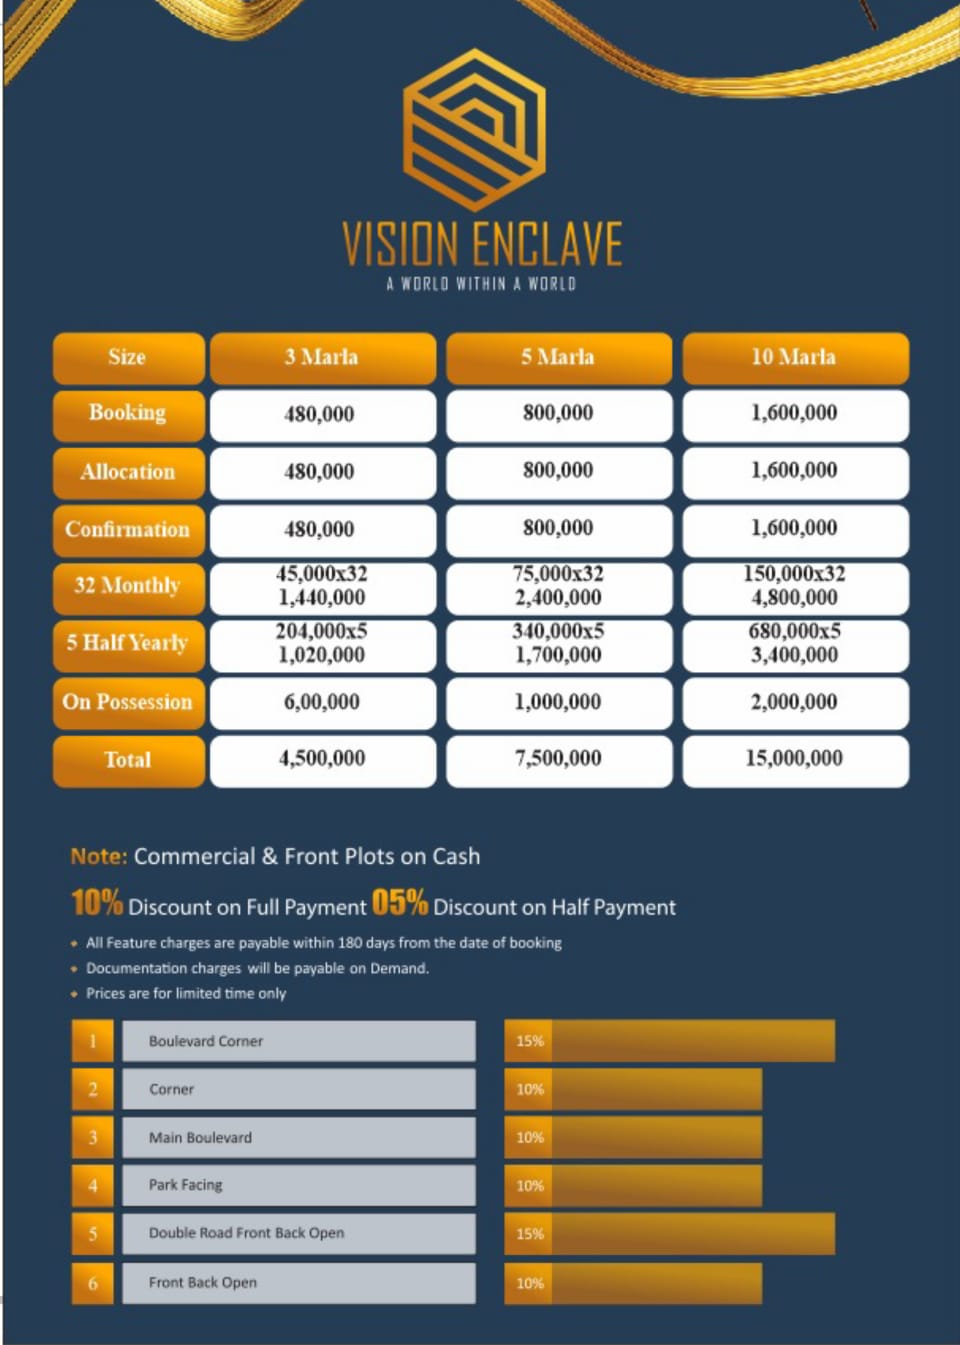 VISION ENCLAVE
A WORLD WITHIN A WORLD
Size 3 Marla 5 Marla 10 Marla
Booking 480,000 800,000 1,600,000
Allocation 480,000 800,000 1,600,000
Confirmation 480,000 800,000 1,600,000
32 Monthly 45,000x32 1,440,000 75,000x32 2,400,000 150,000x32 4,800,000
5 Half Yearly 204,000x5 1,020,000 340,000x5 1,700,000 680,000x5 3,400,000
On Possession 6,00,000 1,000,000 2,000,000
Total 4,500,000 7,500,000 15,000,000
Note: Commercial & Front Plots on Cash
10% Discount on Full Payment 05% Discount on Half Payment
All Feature charges are payable within 180 days from the date of booking
Documentation charges will be payable on Demand.
Prices are for limited time only
1 Boulevard Corner 15%
2 Corner 10%
3 Main Boulevard 10%
4 Park Facing 10%
5 Double Road Front Back Open 15%
6 Front Back Open 10%